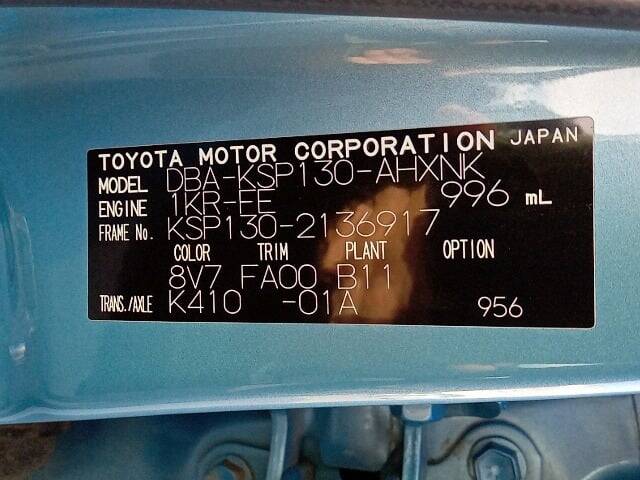 TOYOTA MOTOR CORPORATION JAPAN
MODEL DBA-KSP130-AHXNK
ENGINE 1KR-FE 996 mL
FRAME No. KSP130-2136917
COLOR TRIM PLANT OPTION
8V7 FA00 B11
TRANS./AXLE K410 -01A 956